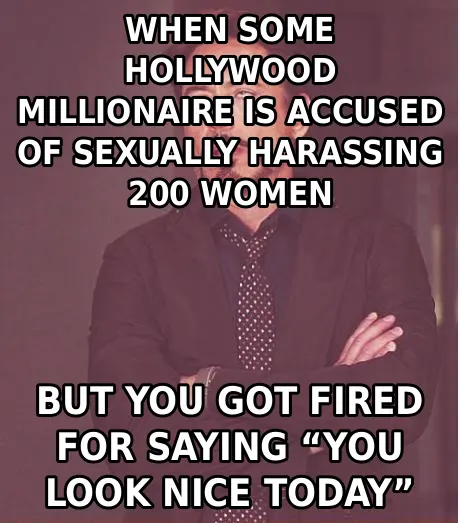 WHEN SOME
HOLLYWOOD
MILLIONAIRE IS ACCUSED
OF SEXUALLY HARASSING
200 WOMEN
BUT YOU GOT FIRED
FOR SAYING “YOU
LOOK NICE TODAY”